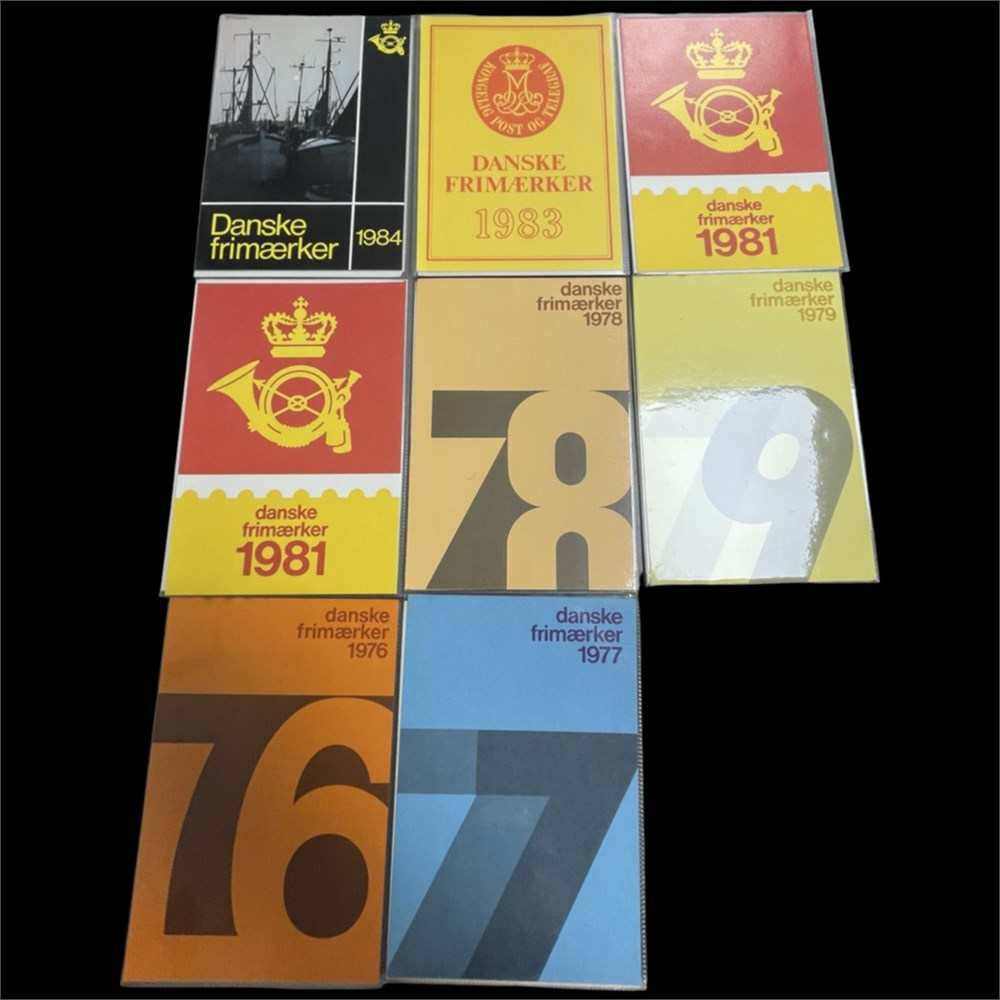 Danske
frimærker
1984
KONGELIG POST OG TELEGRAF
DANSKE
FRIMÆRKER
1983
danske
frimærker
1981
danske
frimærker
1981
danske
frimærker
1978
78
danske
frimærker
1979
79
danske
frimærker
1976
76
danske
frimærker
1977
77